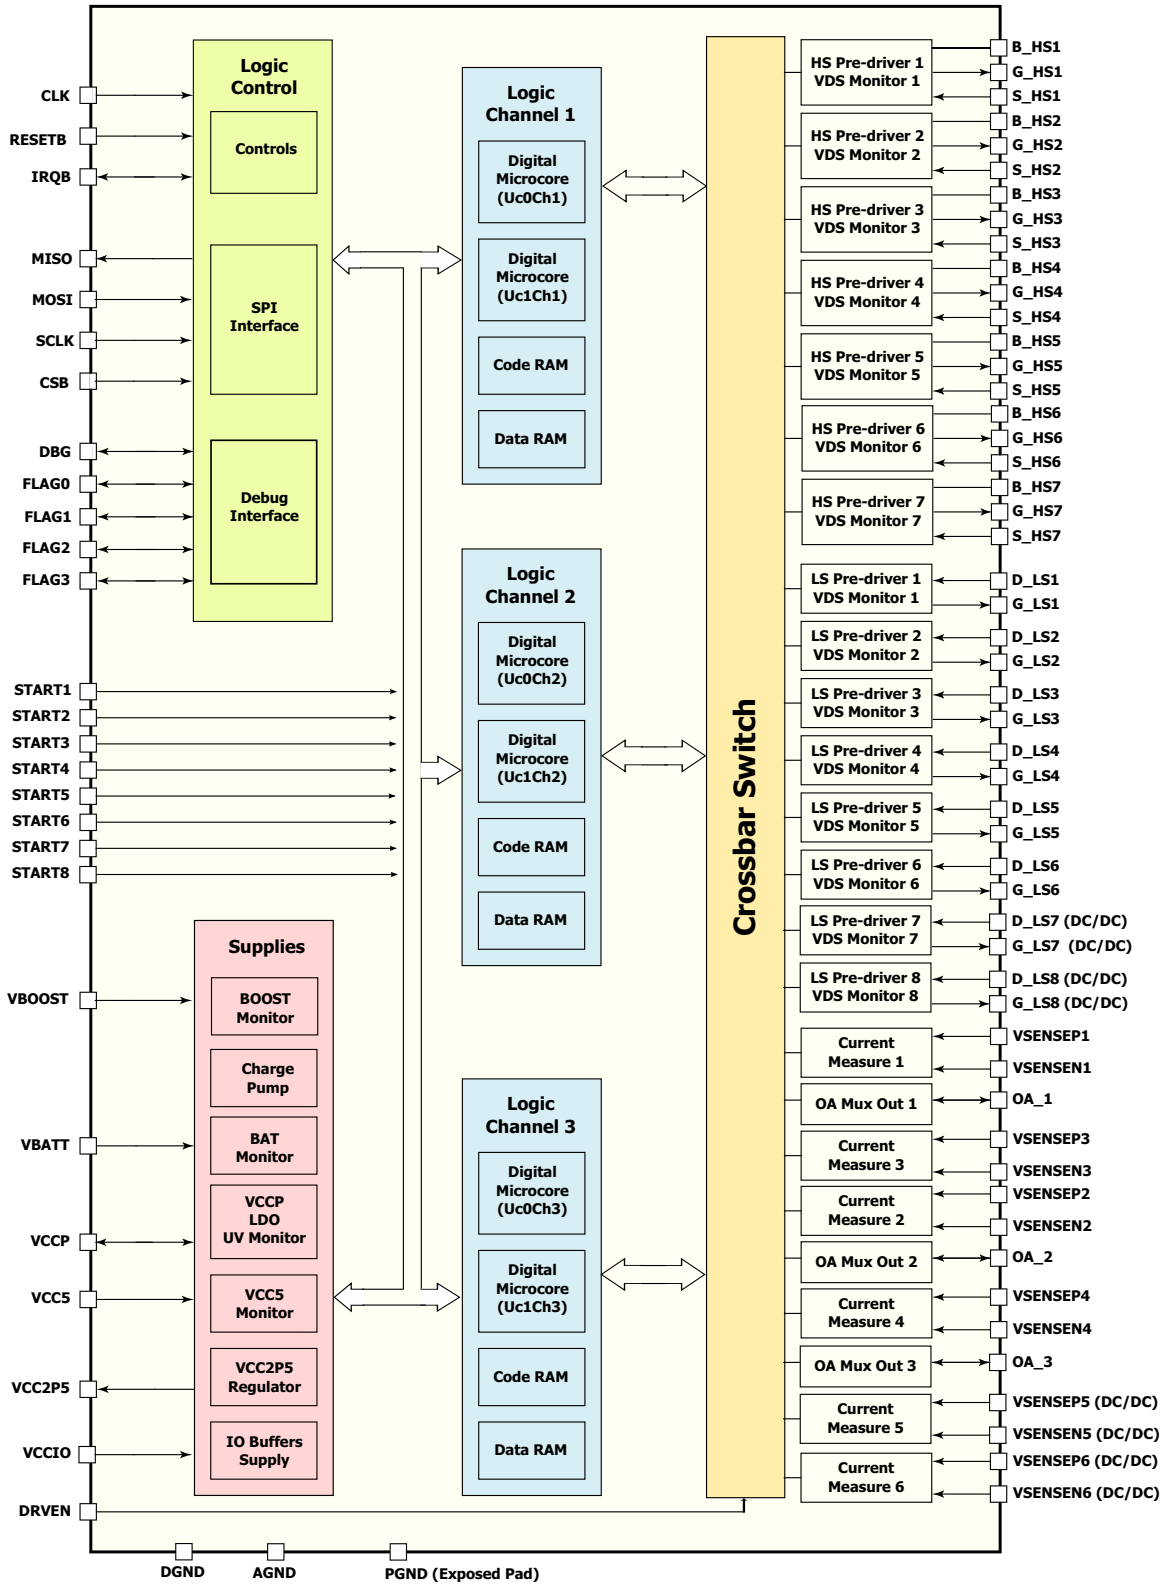 CLK
RESETB
IRQB
MISO
MOSI
SCLK
CSB
DBG
FLAG0
FLAG1
FLAG2
FLAG3
START1
START2
START3
START4
START5
START6
START7
START8
VBOOST
VBATT
VCCP
VCC5
VCC2P5
VCCIO
DRVEN
Logic
Control
Controls
SPI
Interface
Debug
Interface
Supplies
BOOST
Monitor
Charge
Pump
BAT
Monitor
VCCP
LDO
UV Monitor
VCC5
Monitor
VCC2P5
Regulator
IO Buffers
Supply
Logic
Channel 1
Digital
Microcore
(Uc0Ch1)
Digital
Microcore
(Uc1Ch1)
Code RAM
Data RAM
Logic
Channel 2
Digital
Microcore
(Uc0Ch2)
Digital
Microcore
(Uc1Ch2)
Code RAM
Data RAM
Logic
Channel 3
Digital
Microcore
(Uc0Ch3)
Digital
Microcore
(Uc1Ch3)
Code RAM
Data RAM
Crossbar Switch
HS Pre-driver 1
VDS Monitor 1
HS Pre-driver 2
VDS Monitor 2
HS Pre-driver 3
VDS Monitor 3
HS Pre-driver 4
VDS Monitor 4
HS Pre-driver 5
VDS Monitor 5
HS Pre-driver 6
VDS Monitor 6
HS Pre-driver 7
VDS Monitor 7
LS Pre-driver 1
VDS Monitor 1
LS Pre-driver 2
VDS Monitor 2
LS Pre-driver 3
VDS Monitor 3
LS Pre-driver 4
VDS Monitor 4
LS Pre-driver 5
VDS Monitor 5
LS Pre-driver 6
VDS Monitor 6
LS Pre-driver 7
VDS Monitor 7
LS Pre-driver 8
VDS Monitor 8
Current
Measure 1
OA Mux Out 1
Current
Measure 3
Current
Measure 2
OA Mux Out 2
Current
Measure 4
OA Mux Out 3
Current
Measure 5
Current
Measure 6
B_HS1
G_HS1
S_HS1
B_HS2
G_HS2
S_HS2
B_HS3
G_HS3
S_HS3
B_HS4
G_HS4
S_HS4
B_HS5
G_HS5
S_HS5
B_HS6
G_HS6
S_HS6
B_HS7
G_HS7
S_HS7
D_LS1
G_LS1
D_LS2
G_LS2
D_LS3
G_LS3
D_LS4
G_LS4
D_LS5
G_LS5
D_LS6
G_LS6
D_LS7 (DC/DC)
G_LS7 (DC/DC)
D_LS8 (DC/DC)
G_LS8 (DC/DC)
VSENSEP1
VSENSEN1
OA_1
VSENSEP3
VSENSEN3
VSENSEP2
VSENSEN2
OA_2
VSENSEP4
VSENSEN4
OA_3
VSENSEP5 (DC/DC)
VSENSEN5 (DC/DC)
VSENSEP6 (DC/DC)
VSENSEN6 (DC/DC)
DGND
AGND
PGND (Exposed Pad)